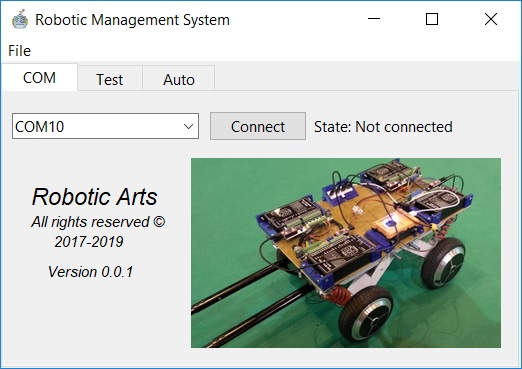 Robotic Management System
File
COM Test Auto
COM10 Connect State: Not connected
Robotic Arts
All rights reserved ©
2017-2019
Version 0.0.1